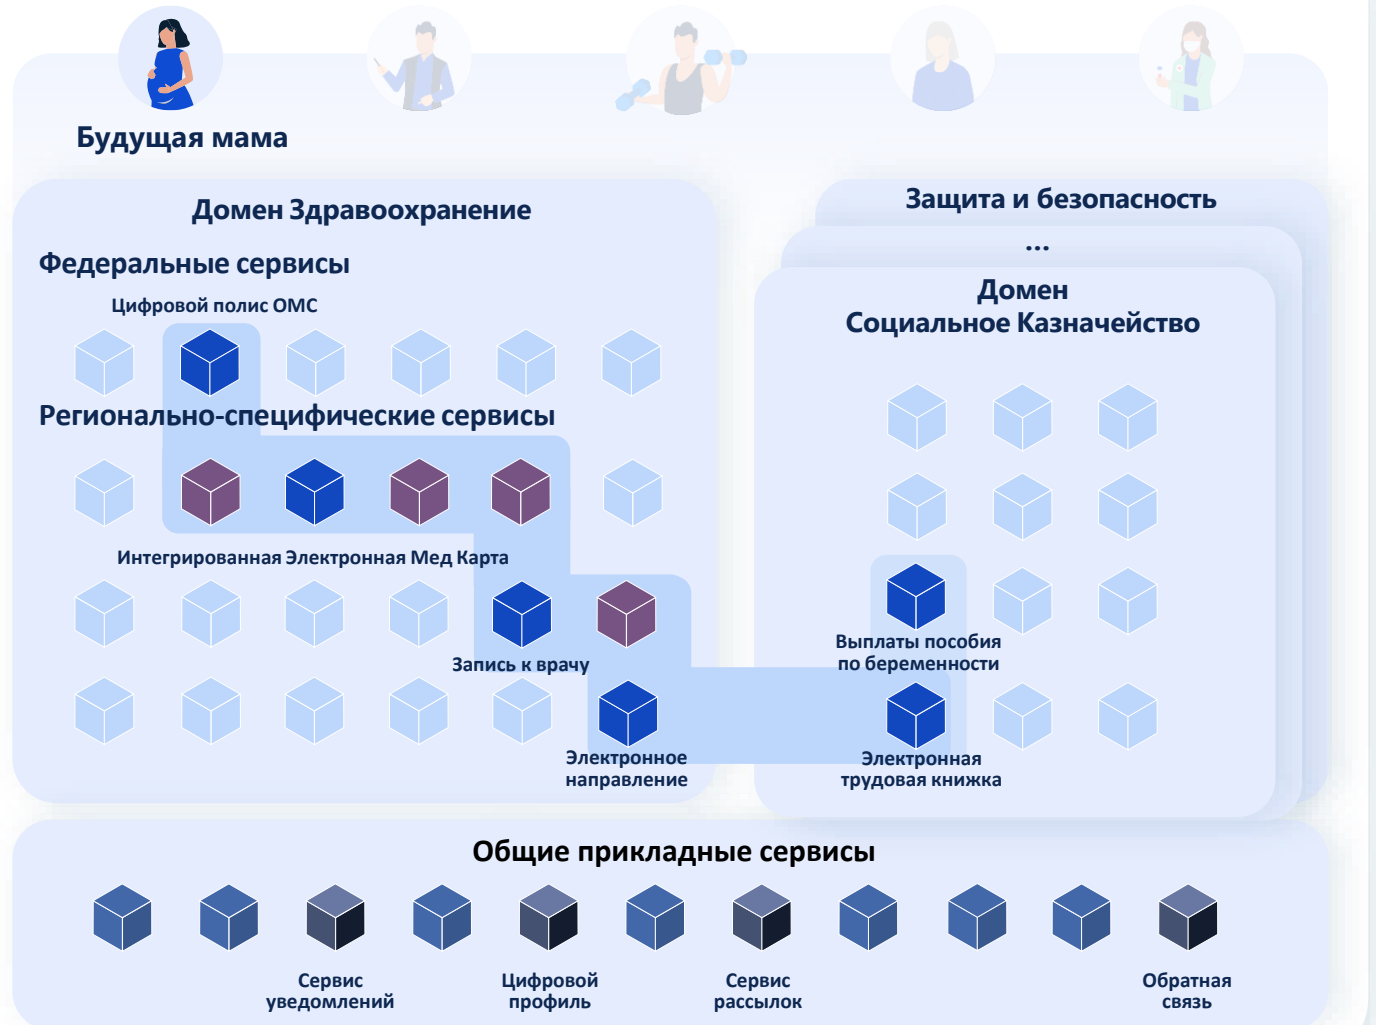 Будущая мама
Домен Здравоохранение
Федеральные сервисы
Цифровой полис ОМС
Регионально-специфические сервисы
Интегрированная Электронная Мед Карта
Запись к врачу
Электронное
направление
Защита и безопасность
...
Домен
Социальное Казначейство
Выплаты пособия
по беременности
Электронная
трудовая книжка
Общие прикладные сервисы
Сервис
уведомлений
Цифровой
профиль
Сервис
рассылок
Обратная
связь